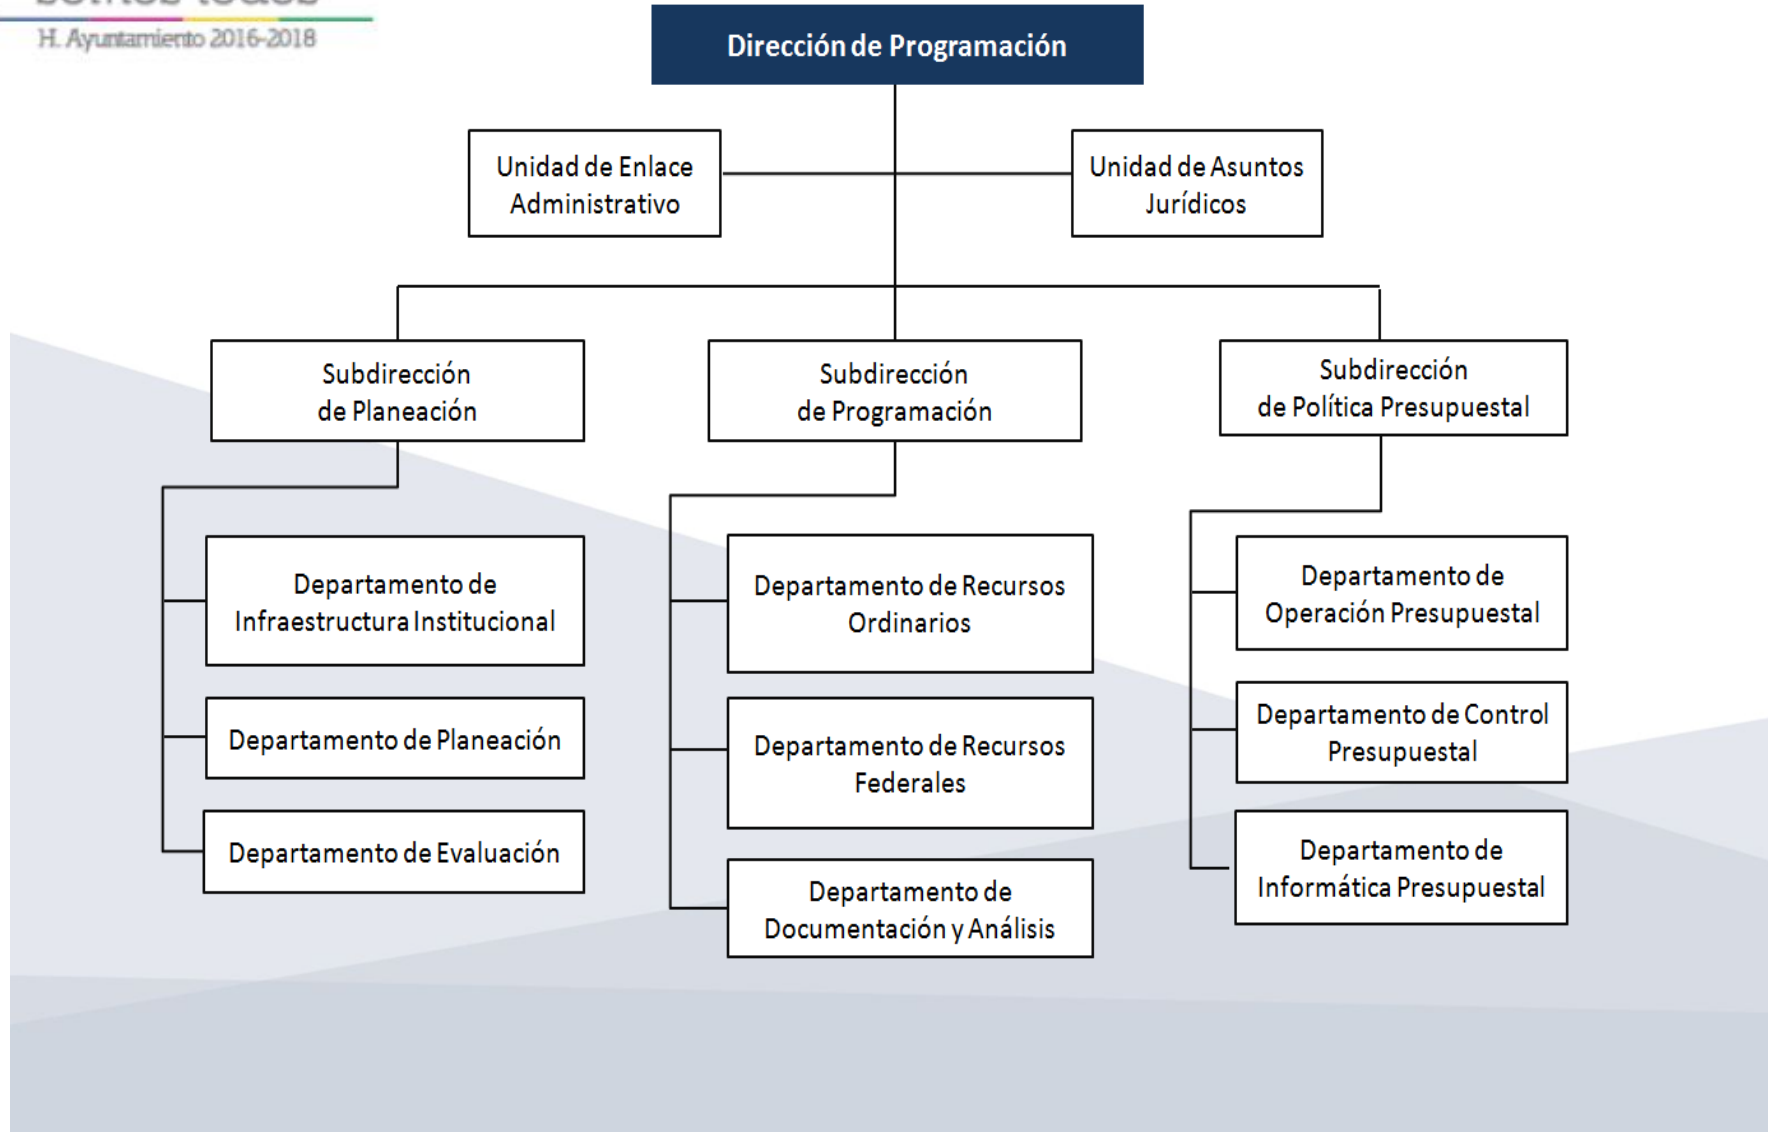 H. Ayuntamiento 2016-2018
Dirección de Programación
Unidad de Enlace
Administrativo
Unidad de Asuntos
Jurídicos
Subdirección
de Planeación
Subdirección
de Programación
Subdirección
de Política Presupuestal
Departamento de
Infraestructura Institucional
Departamento de Planeación
Departamento de Evaluación
Departamento de Recursos
Ordinarios
Departamento de Recursos
Federales
Departamento de
Documentación y Análisis
Departamento de
Operación Presupuestal
Departamento de Control
Presupuestal
Departamento de
Informática Presupuestal